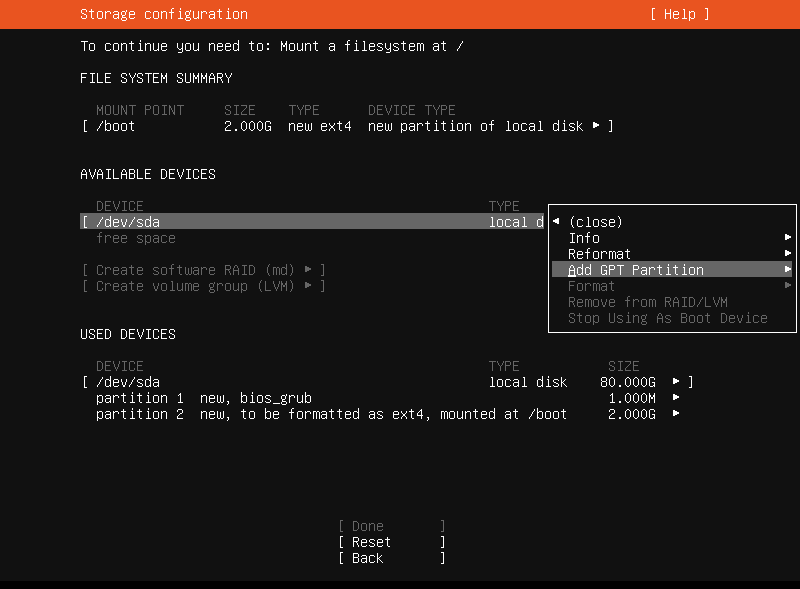 Storage configuration [ Help ]
To continue you need to: Mount a filesystem at /
FILE SYSTEM SUMMARY
MOUNT POINT SIZE TYPE DEVICE TYPE
[ /boot 2.000G new ext4 new partition of local disk ▸ ]
AVAILABLE DEVICES
DEVICE TYPE
[ /dev/sda local d
free space
[ Create software RAID (md) ▸ ]
[ Create volume group (LVM) ▸ ]
◂ (close)
Info ▸
Reformat ▸
Add GPT Partition ▸
Format ▸
Remove from RAID/LVM
Stop Using As Boot Device
USED DEVICES
DEVICE TYPE SIZE
[ /dev/sda local disk 80.000G ▸ ]
partition 1 new, bios_grub 1.000M ▸
partition 2 new, to be formatted as ext4, mounted at /boot 2.000G ▸
[ Done ]
[ Reset ]
[ Back ]